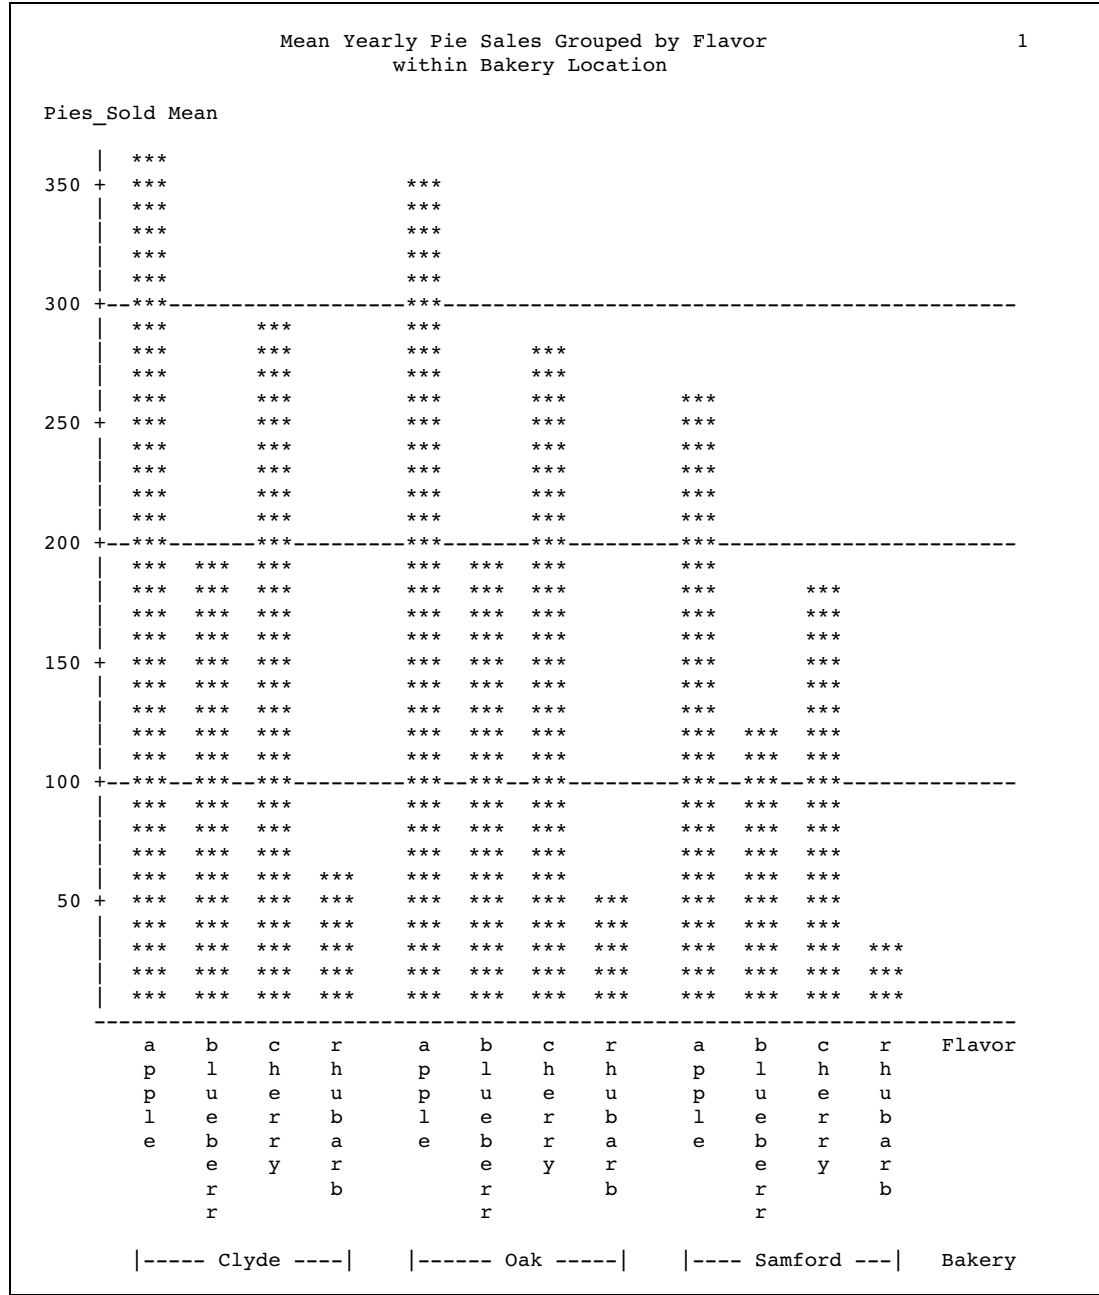 Mean Yearly Pie Sales Grouped by Flavor                     1
within Bakery Location
Pies_Sold Mean
    |  ***
350 +  ***                    ***
    |  ***                    ***
    |  ***                    ***
    |  ***                    ***
    |  ***                    ***
300 +--***--------------------***-----------------------------------------------
    |  ***       ***          ***
    |  ***       ***          ***       ***
    |  ***       ***          ***       ***
    |  ***       ***          ***       ***          ***
250 +  ***       ***          ***       ***          ***
    |  ***       ***          ***       ***          ***
    |  ***       ***          ***       ***          ***
    |  ***       ***          ***       ***          ***
    |  ***       ***          ***       ***          ***
200 +--***-------***----------***-------***----------***------------------------
    |  ***  ***  ***          ***  ***  ***          ***
    |  ***  ***  ***          ***  ***  ***          ***       ***
    |  ***  ***  ***          ***  ***  ***          ***       ***
    |  ***  ***  ***          ***  ***  ***          ***       ***
150 +  ***  ***  ***          ***  ***  ***          ***       ***
    |  ***  ***  ***          ***  ***  ***          ***       ***
    |  ***  ***  ***          ***  ***  ***          ***       ***
    |  ***  ***  ***          ***  ***  ***          ***  ***  ***
    |  ***  ***  ***          ***  ***  ***          ***  ***  ***
100 +--***--***--***----------***--***--***----------***--***--***--------------
    |  ***  ***  ***          ***  ***  ***          ***  ***  ***
    |  ***  ***  ***          ***  ***  ***          ***  ***  ***
    |  ***  ***  ***          ***  ***  ***          ***  ***  ***
    |  ***  ***  ***  ***     ***  ***  ***          ***  ***  ***
 50 +  ***  ***  ***  ***     ***  ***  ***  ***     ***  ***  ***
    |  ***  ***  ***  ***     ***  ***  ***  ***     ***  ***  ***
    |  ***  ***  ***  ***     ***  ***  ***  ***     ***  ***  ***  ***
    |  ***  ***  ***  ***     ***  ***  ***  ***     ***  ***  ***  ***
    |  ***  ***  ***  ***     ***  ***  ***  ***     ***  ***  ***  ***
    ----------------------------------------------------------------------------
        a    b    c    r       a    b    c    r       a    b    c    r    Flavor
        p    l    h    h       p    l    h    h       p    l    h    h
        p    u    e    u       p    u    e    u       p    u    e    u
        l    e    r    b       l    e    r    b       l    e    r    b
        e    b    r    a       e    b    r    a       e    b    r    a
             e    y    r            e    y    r            e    y    r
             r         b            r         b            r         b
             r                      r                      r
       |----- Clyde ----|     |------ Oak -----|     |---- Samford ---|   Bakery